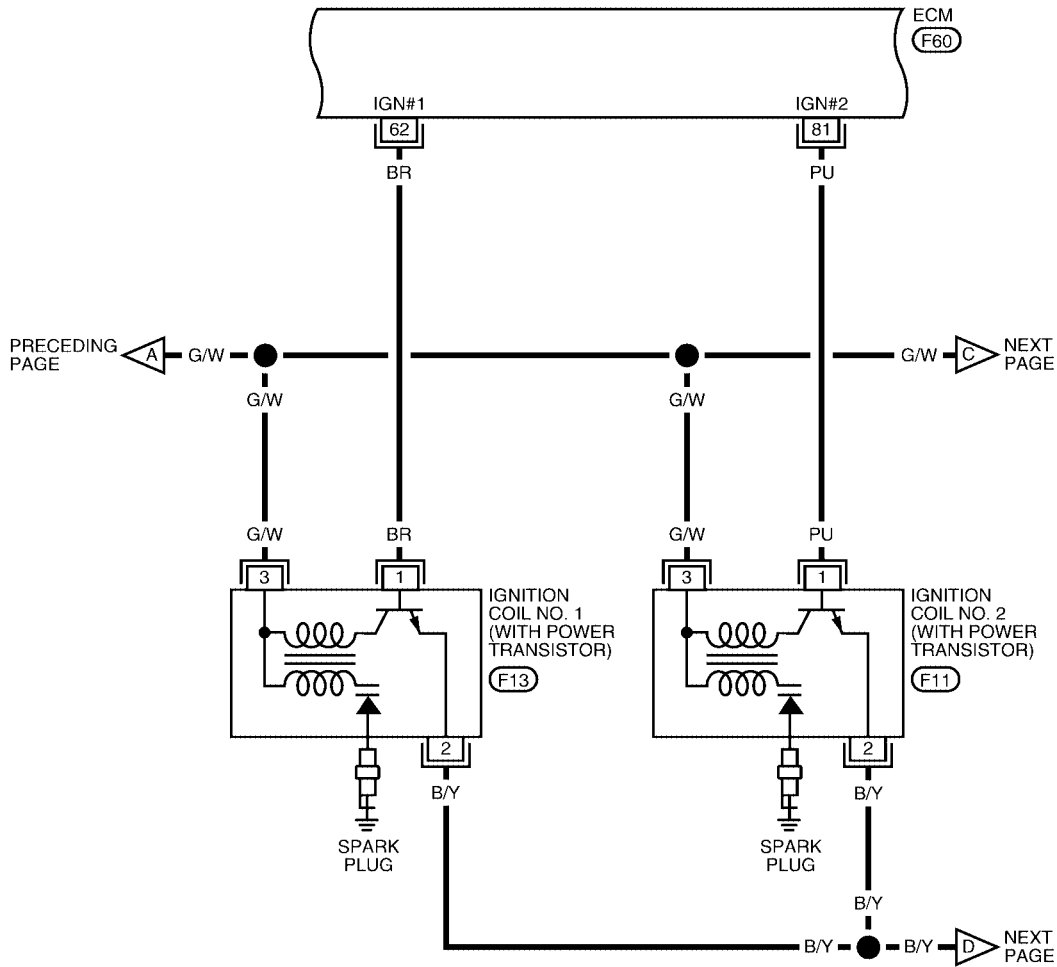 ECM
F60
IGN#1
IGN#2
62
81
BR
PU
PRECEDING
PAGE
A
G/W
G/W
C
NEXT
PAGE
G/W
G/W
G/W
BR
G/W
PU
3
1
3
1
IGNITION
COIL NO. 1
(WITH POWER
TRANSISTOR)
F13
IGNITION
COIL NO. 2
(WITH POWER
TRANSISTOR)
F11
2
2
B/Y
B/Y
SPARK
PLUG
SPARK
PLUG
B/Y
B/Y
B/Y
D
NEXT
PAGE